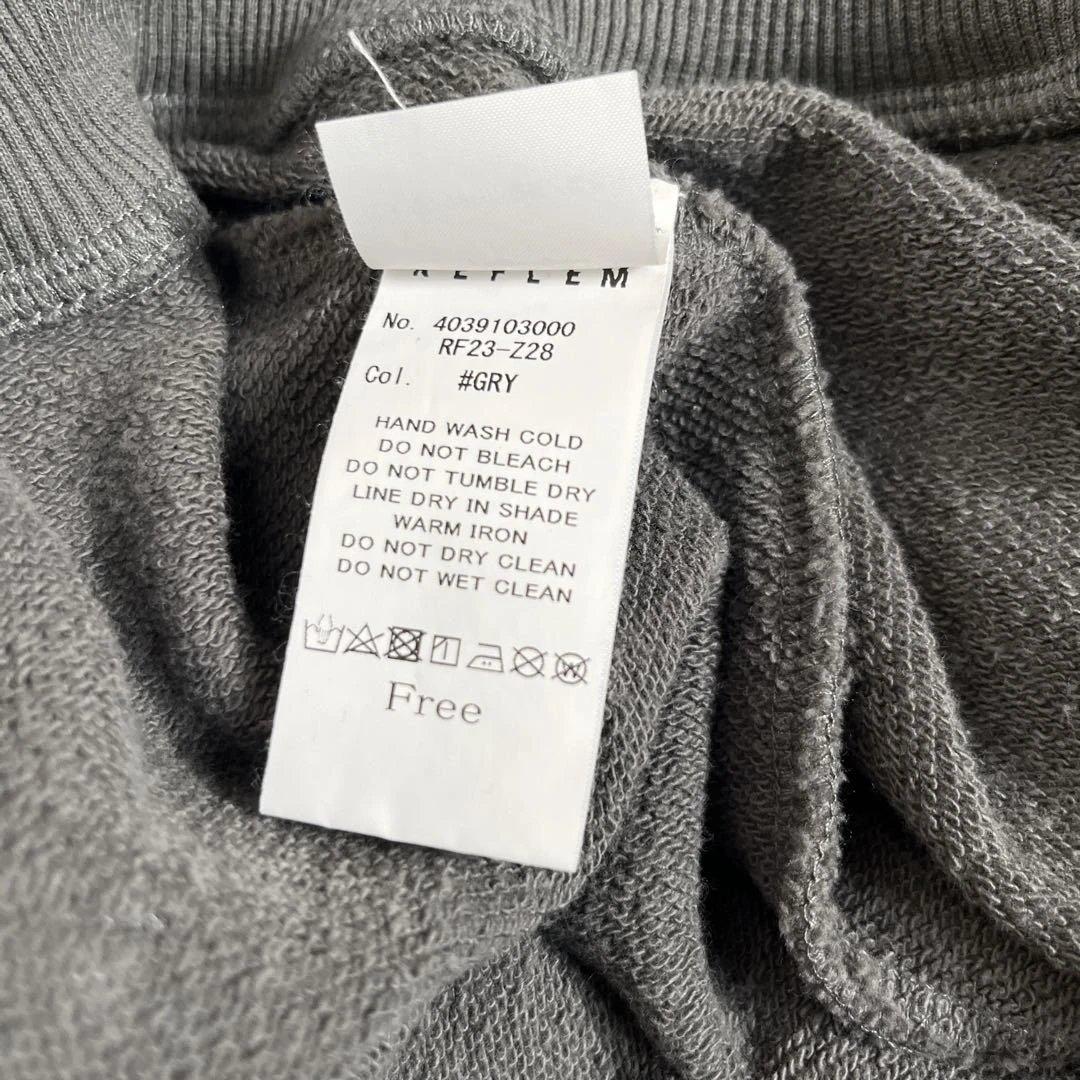 REFLEM
No. 4039103000
RF23-Z28
Col. #GRY
HAND WASH COLD
DO NOT BLEACH
DO NOT TUMBLE DRY
LINE DRY IN SHADE
WARM IRON
DO NOT DRY CLEAN
DO NOT WET CLEAN
W
Free